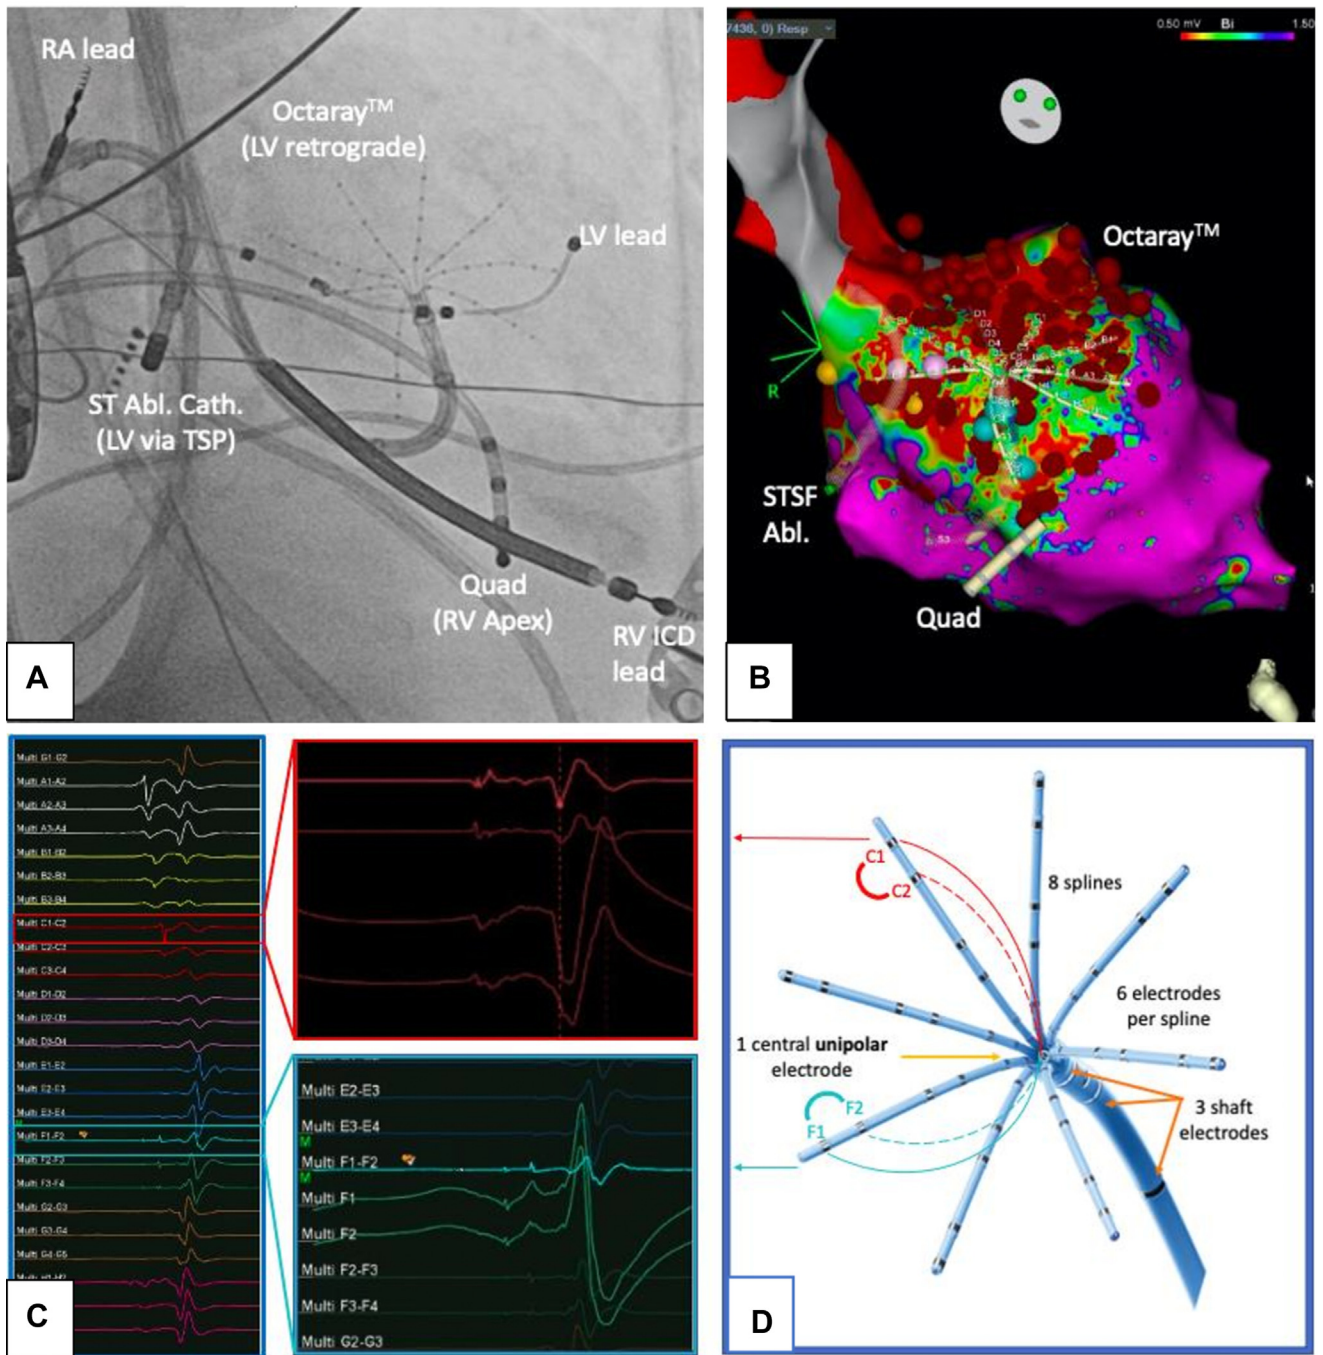 RA lead
Octaray™
(LV retrograde)
LV lead
ST Abl. Cath.
(LV via TSP)
Quad
(RV Apex)
RV ICD
lead
A
7436, 0) Resp
0.50 mV Bi 1.50
Octaray™
R
STSF
Abl.
Quad
B
Multi G1-G2
Multi A1-A2
Multi A2-A3
Multi A3-A4
Multi B1-B2
Multi B2-B3
Multi B3-B4
Multi C1-C2
Multi C2-C3
Multi C3-C4
Multi D1-D2
Multi D2-D3
Multi D3-D4
Multi E1-E2
Multi E2-E3
Multi E3-E4
M
Multi F1-F2
Multi F2-F3
Multi F3-F4
Multi G2-G3
Multi G3-G4
Multi G4-G5
C
Multi E2-E3
Multi E3-E4
M
Multi F1-F2
M
Multi F1
Multi F2
Multi F2-F3
Multi F3-F4
Multi G2-G3
C1
C2
8 splines
6 electrodes
per spline
1 central unipolar
electrode
F2
F1
3 shaft
electrodes
D